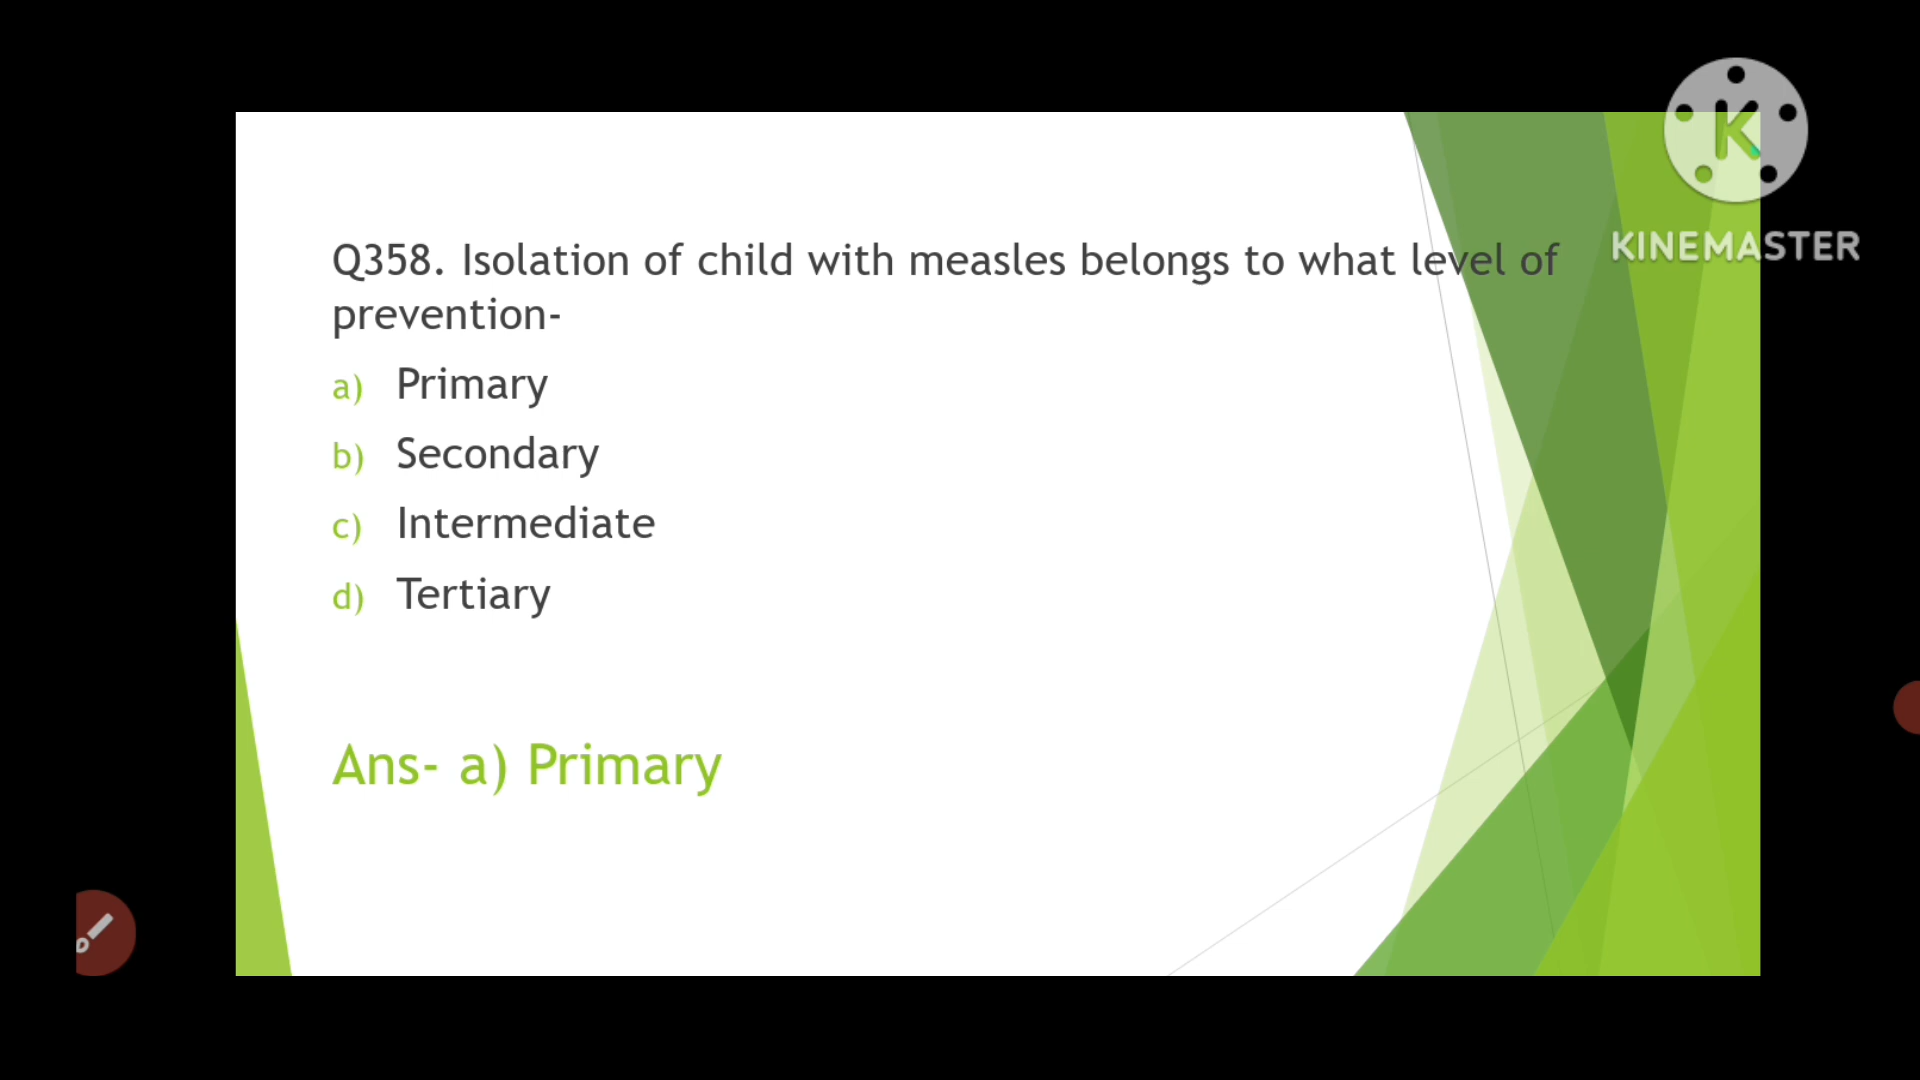 KINEMASTER
Q358. Isolation of child with measles belongs to what level of
prevention-
a) Primary
b) Secondary
c) Intermediate
d) Tertiary
Ans- a) Primary